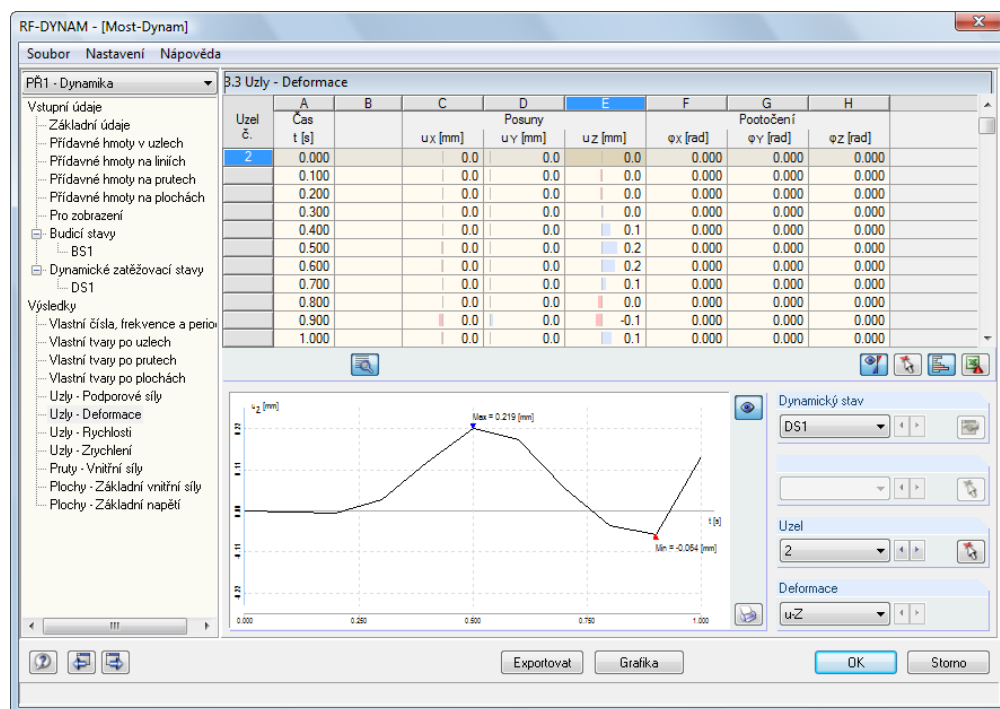 RF-DYNAM - [Most-Dynam]
Soubor Nastavení Nápověda
PŘ1 - Dynamika
Vstupní údaje
Základní údaje
Přídavné hmoty v uzlech
Přídavné hmoty na liniích
Přídavné hmoty na prutech
Přídavné hmoty na plochách
Pro zobrazení
Budicí stavy
BS1
Dynamické zatěžovací stavy
DS1
Výsledky
Vlastní čísla, frekvence a perio
Vlastní tvary po uzlech
Vlastní tvary po prutech
Vlastní tvary po plochách
Uzly - Podporové síly
Uzly - Deformace
Uzly - Rychlosti
Uzly - Zrychlení
Pruty - Vnitřní síly
Plochy - Základní vnitřní síly
Plochy - Základní napětí
3.3 Uzly - Deformace
A B C D E F G H
Uzel Čas Posuny Pootočení
č. t [s] uX [mm] uY [mm] uZ [mm] φX [rad] φY [rad] φZ [rad]
2 0.000 0.0 0.0 0.0 0.000 0.000 0.000
0.100 0.0 0.0 0.0 0.000 0.000 0.000
0.200 0.0 0.0 0.0 0.000 0.000 0.000
0.300 0.0 0.0 0.0 0.000 0.000 0.000
0.400 0.0 0.0 0.1 0.000 0.000 0.000
0.500 0.0 0.0 0.2 0.000 0.000 0.000
0.600 0.0 0.0 0.2 0.000 0.000 0.000
0.700 0.0 0.0 0.1 0.000 0.000 0.000
0.800 0.0 0.0 0.0 0.000 0.000 0.000
0.900 0.0 0.0 -0.1 0.000 0.000 0.000
1.000 0.0 0.0 0.1 0.000 0.000 0.000
uZ [mm]
Max = 0.219 [mm]
0.22
0.11
0.00
t [s]
-0.11
Min = -0.064 [mm]
-0.22
0.000 0.250 0.500 0.750 1.000
Dynamický stav
DS1
Uzel
2
Deformace
u-Z
Exportovat Grafika OK Storno